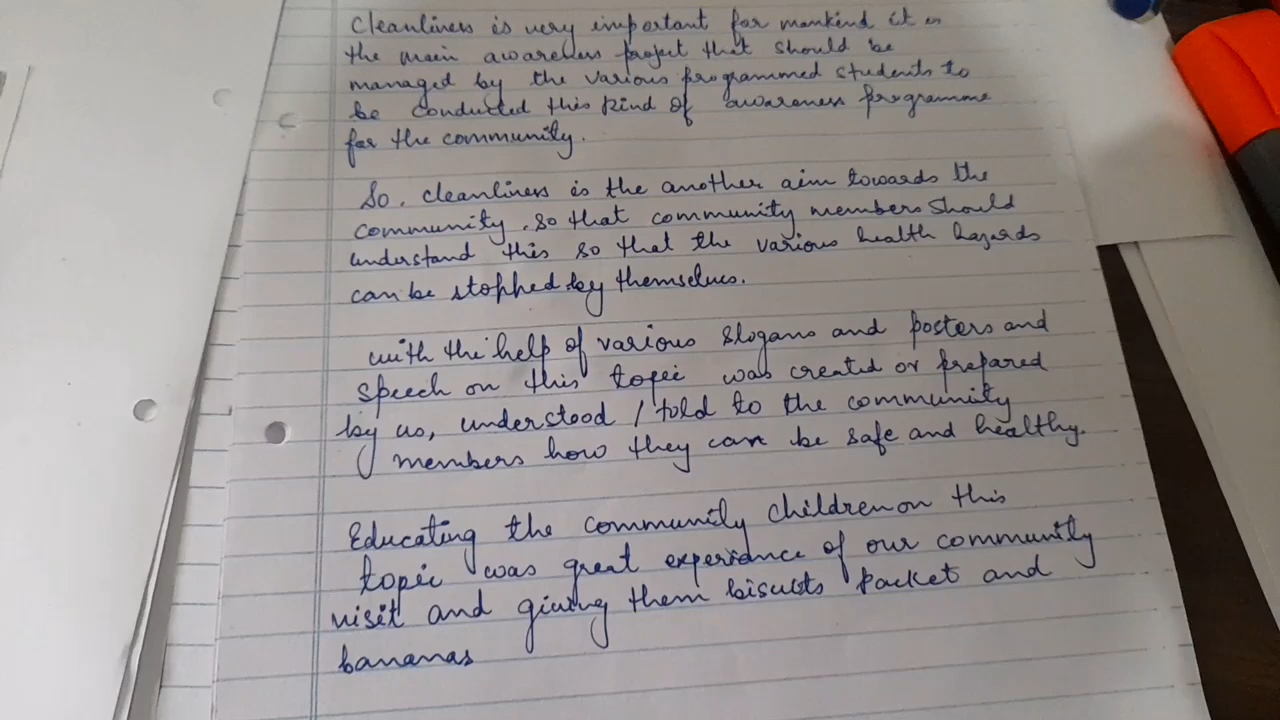 cleanliness is very important for mankind it is
the main awareness project that should be
managed by the various programmed students to
be conducted this kind of awareness programme
for the community.
So, cleanliness is the another aim towards the
community, so that community members should
understand this so that the various health hazards
can be stopped by themselves.
with the help of various slogans and posters and
speech on this topic was created or prepared
by us, understood / told to the community
members how they can be safe and healthy.
Educating the community children on this
topic was great experiance of our community
visit and giving them biscuits packet and
bananas